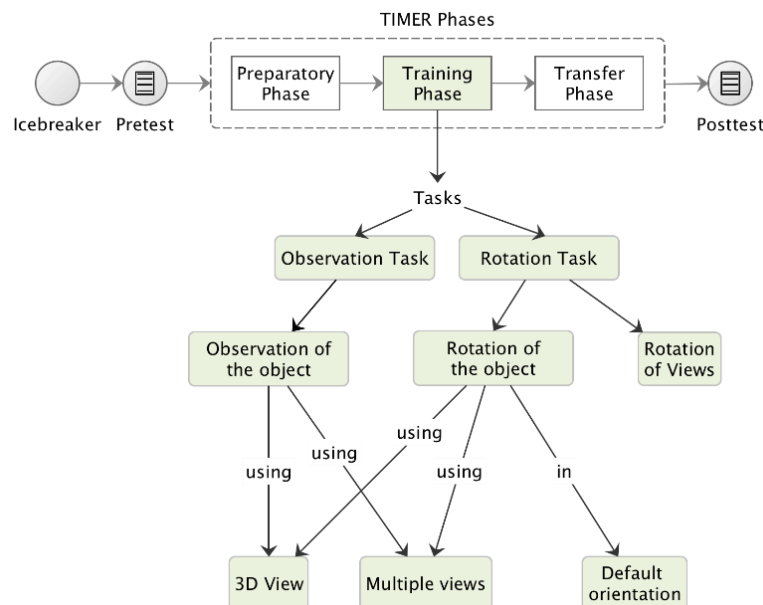 TIMER Phases
Preparatory
Phase
Training
Phase
Transfer
Phase
Icebreaker
Pretest
Posttest
Tasks
Observation Task
Rotation Task
Observation of
the object
Rotation of
the object
Rotation
of Views
using
using
using
using
in
3D View
Multiple views
Default
orientation